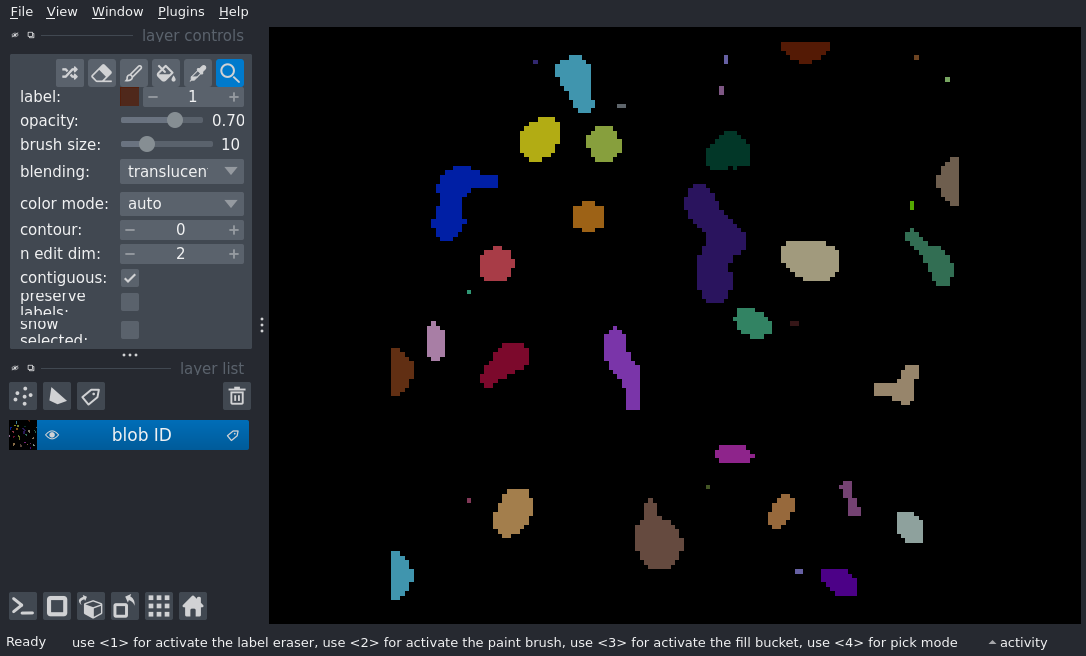 File View Window Plugins Help
layer controls
label: 1
opacity: 0.70
brush size: 10
blending: translucen
color mode: auto
contour: 0
n edit dim: 2
contiguous:
preserve
labels:
show
selected:
layer list
blob ID
Ready use <1> for activate the label eraser, use <2> for activate the paint brush, use <3> for activate the fill bucket, use <4> for pick mode activity